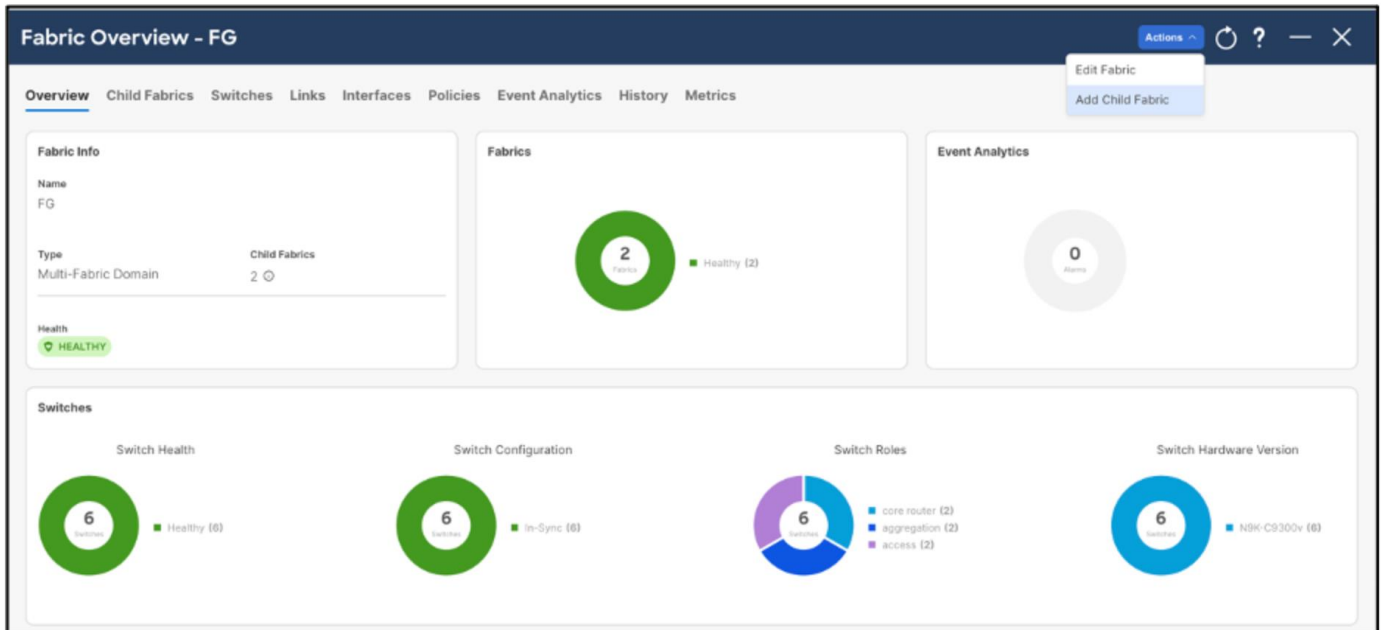 Fabric Overview - FG
Actions
?
Edit Fabric
Add Child Fabric
Overview Child Fabrics Switches Links Interfaces Policies Event Analytics History Metrics
Fabric Info
Name
FG
Type
Multi-Fabric Domain
Child Fabrics
2
Health
HEALTHY
Fabrics
2
Fabrics
Healthy (2)
Event Analytics
0
Alarms
Switches
Switch Health
6
Switches
Healthy (6)
Switch Configuration
6
Switches
In-Sync (6)
Switch Roles
6
Switches
core router (2)
aggregation (2)
access (2)
Switch Hardware Version
6
Switches
N9K-C9300v (6)